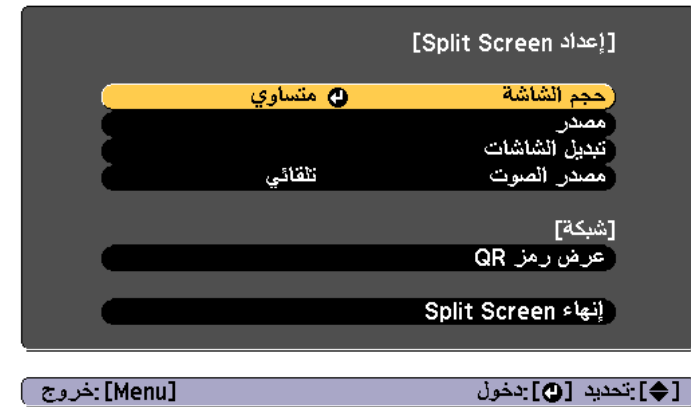 [إعداد Split Screen]
حجم الشاشة متساوي
مصدر
تبديل الشاشات
مصدر الصوت تلقائي
[شبكة]
عرض رمز QR
إنهاء Split Screen
[◆]:تحديد [↵]:دخول [Menu]:خروج